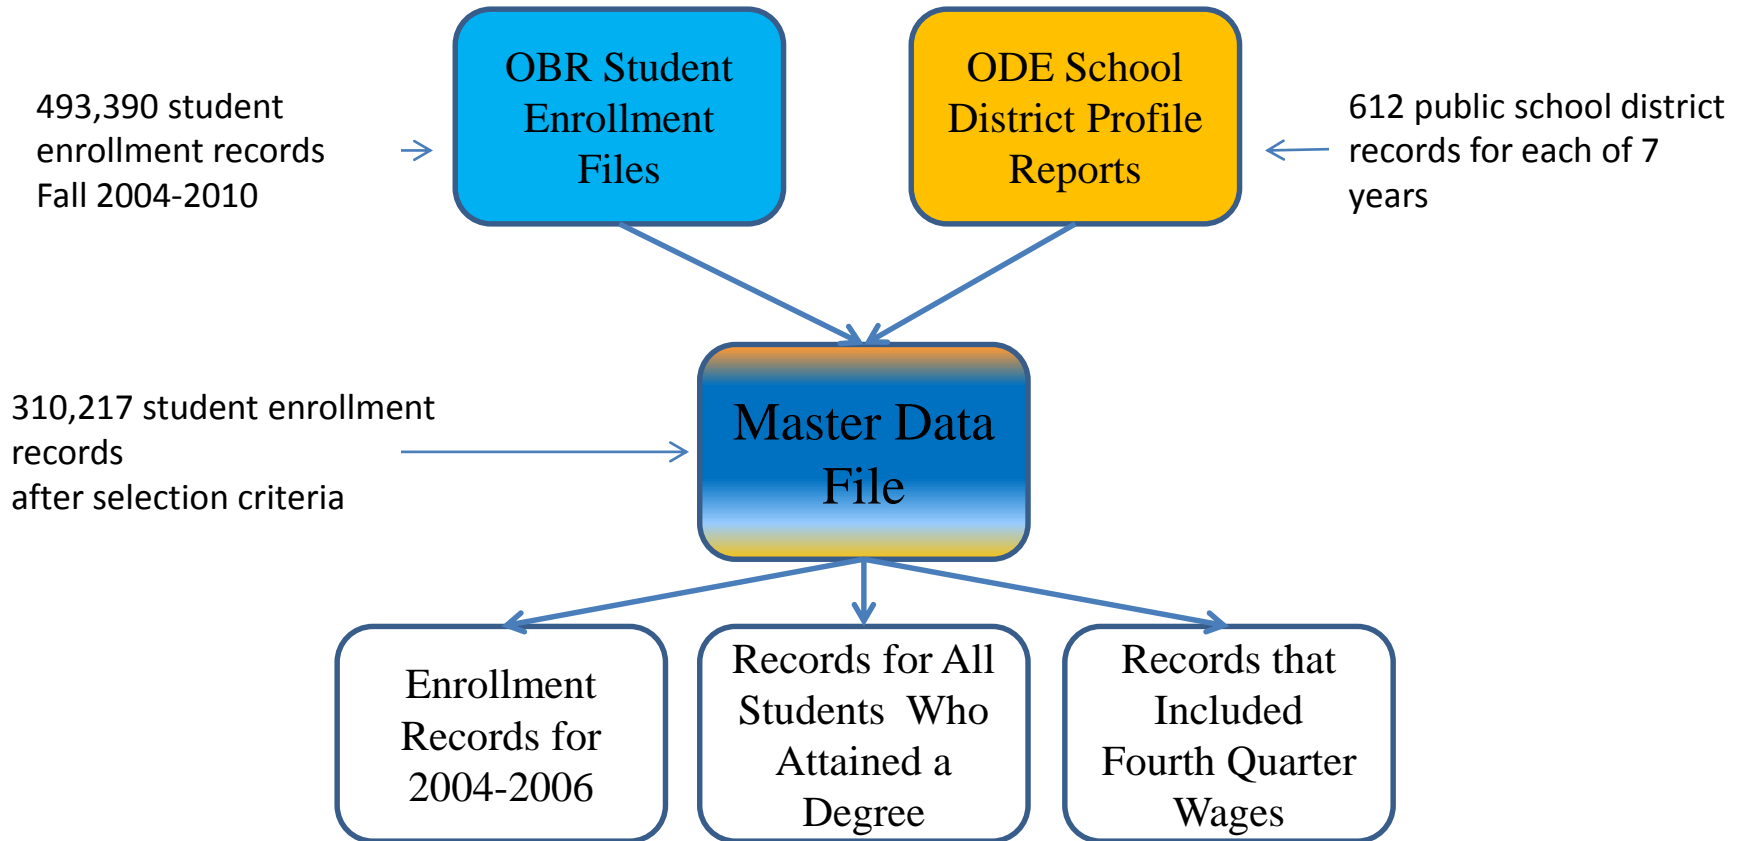 493,390 student
enrollment records
Fall 2004-2010
OBR Student
Enrollment
Files
ODE School
District Profile
Reports
612 public school district
records for each of 7
years
310,217 student enrollment
records
after selection criteria
Master Data
File
Enrollment
Records for
2004-2006
Records for All
Students  Who
Attained a
Degree
Records that
Included
Fourth Quarter
Wages